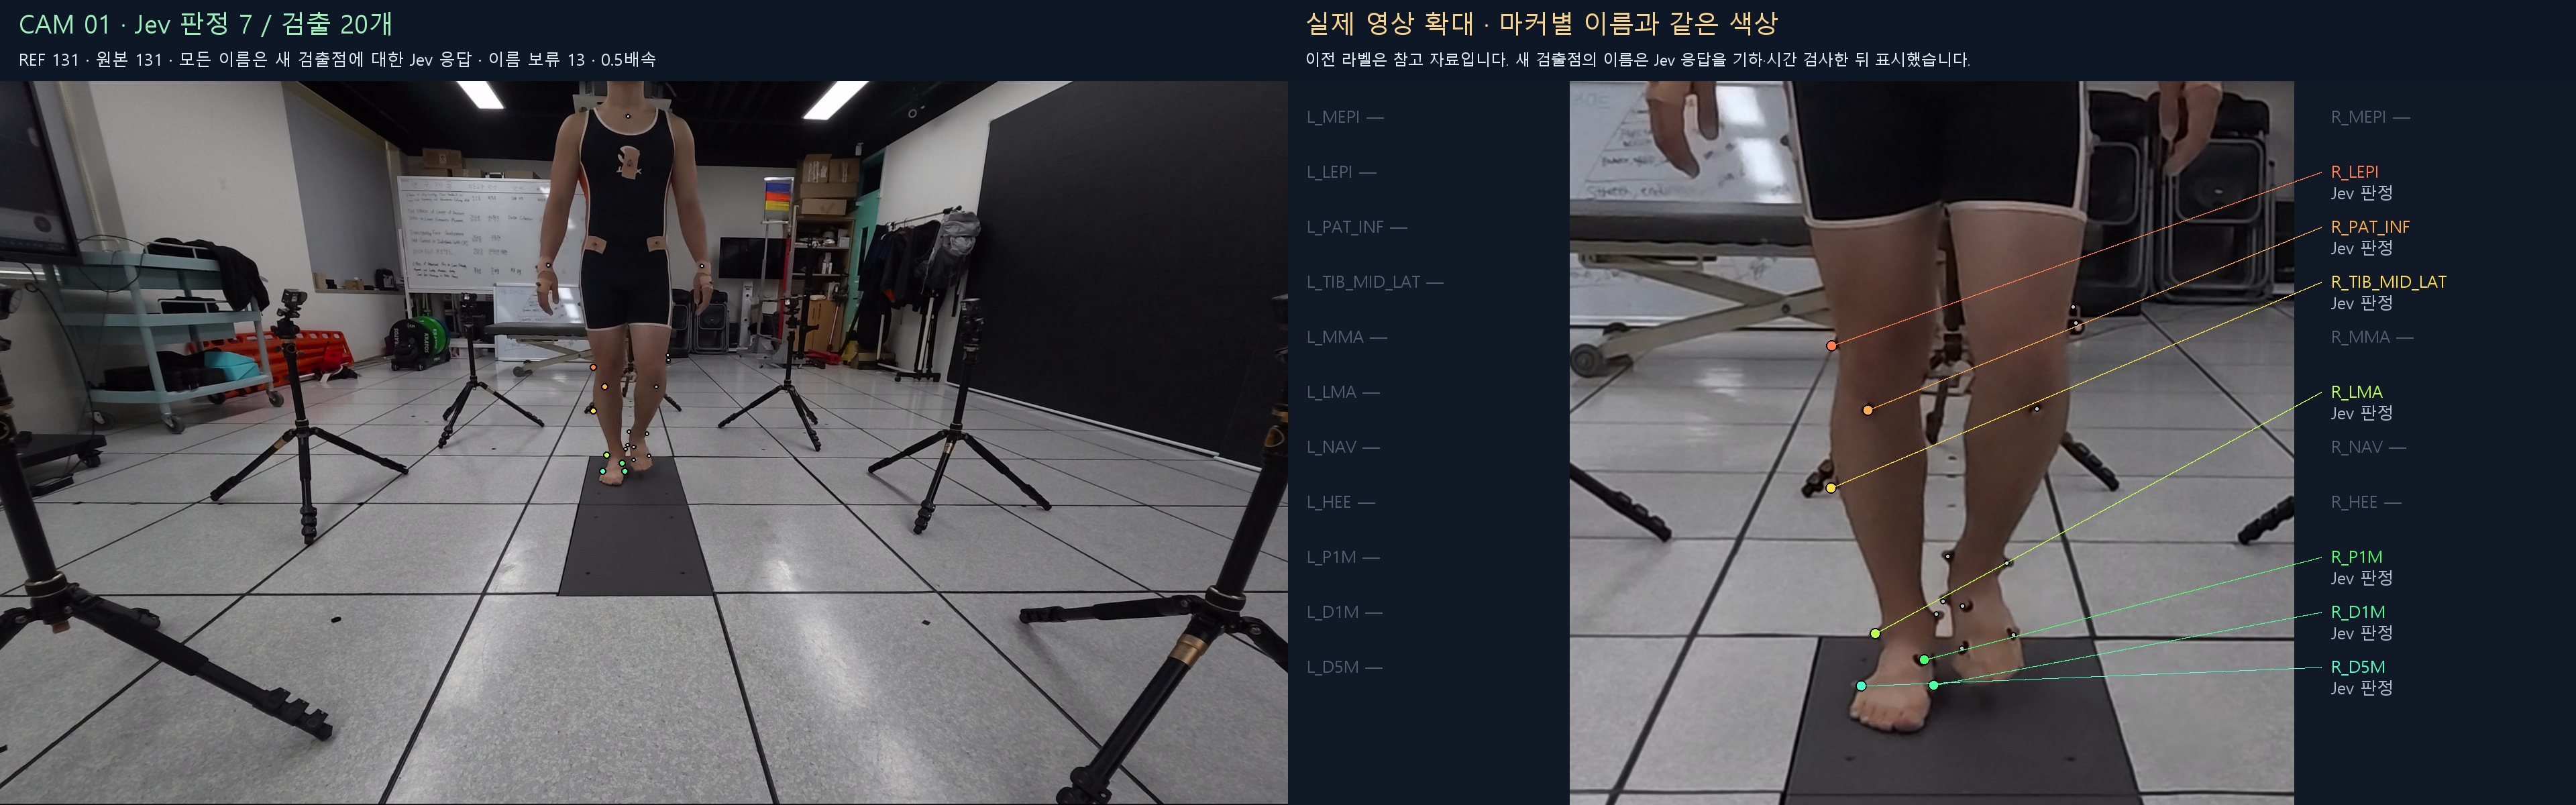 CAM 01 · Jev 판정 7 / 검출 20개
REF 131 · 원본 131 · 모든 이름은 새 검출점에 대한 Jev 응답 · 이름 보류 13 · 0.5배속
실제 영상 확대 · 마커별 이름과 같은 색상
이전 라벨은 참고 자료입니다. 새 검출점의 이름은 Jev 응답을 기하·시간 검사한 뒤 표시했습니다.
L_MEPI —
L_LEPI —
L_PAT_INF —
L_TIB_MID_LAT —
L_MMA —
L_LMA —
L_NAV —
L_HEE —
L_P1M —
L_D1M —
L_D5M —
R_MEPI —
R_LEPI
Jev 판정
R_PAT_INF
Jev 판정
R_TIB_MID_LAT
Jev 판정
R_MMA —
R_LMA
Jev 판정
R_NAV —
R_HEE —
R_P1M
Jev 판정
R_D1M
Jev 판정
R_D5M
Jev 판정